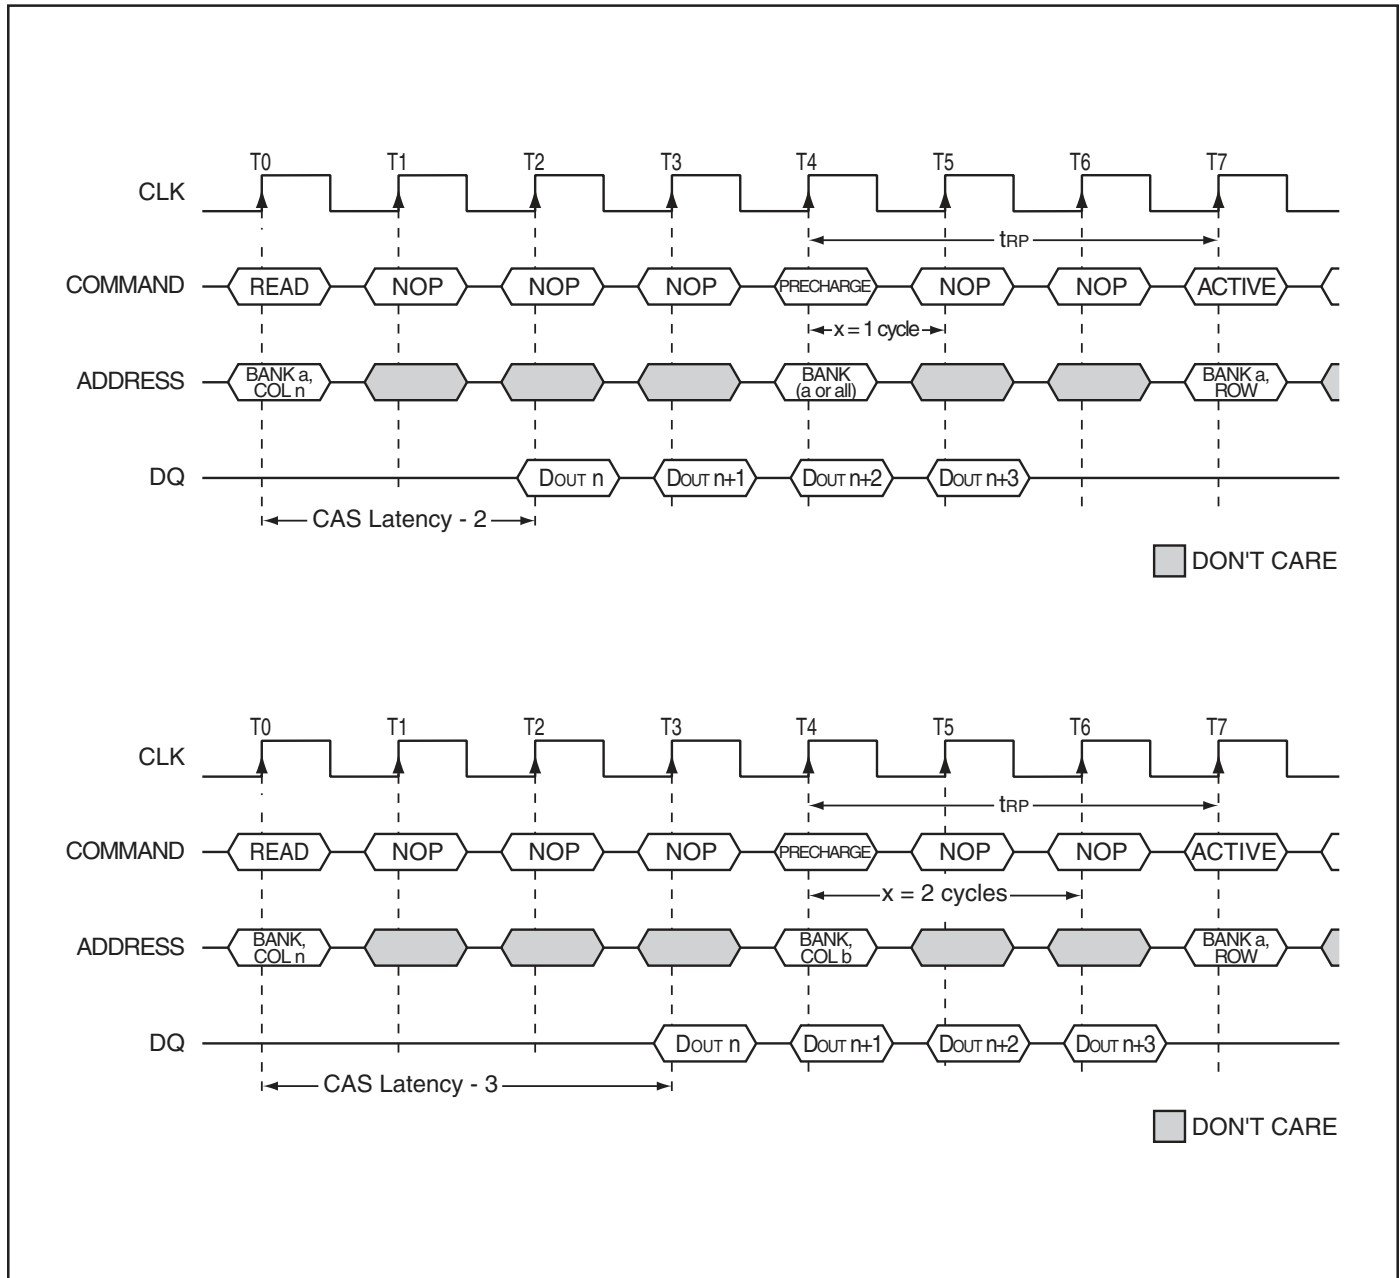 T0 T1 T2 T3 T4 T5 T6 T7
CLK
tRP
COMMAND READ NOP NOP NOP PRECHARGE NOP NOP ACTIVE
x = 1 cycle
ADDRESS BANK a, COL n BANK (a or all) BANK a, ROW
DQ DOUT n DOUT n+1 DOUT n+2 DOUT n+3
CAS Latency - 2
DON'T CARE
T0 T1 T2 T3 T4 T5 T6 T7
CLK
tRP
COMMAND READ NOP NOP NOP PRECHARGE NOP NOP ACTIVE
x = 2 cycles
ADDRESS BANK, COL n BANK, COL b BANK a, ROW
DQ DOUT n DOUT n+1 DOUT n+2 DOUT n+3
CAS Latency - 3
DON'T CARE